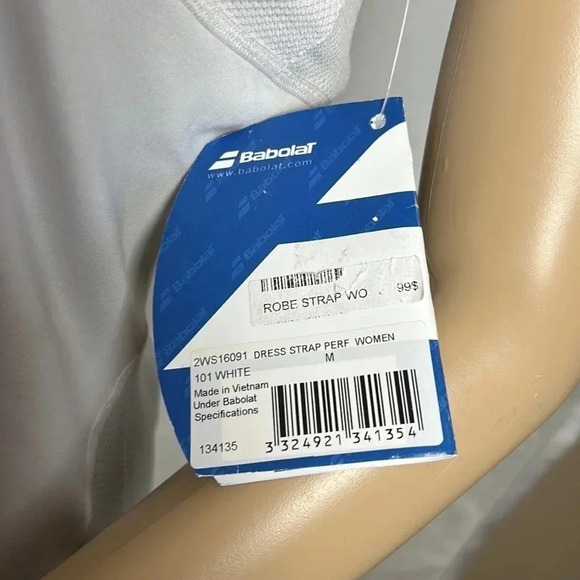 Babolat
www.babolat.com
ROBE STRAP WO 99$
2WS16091 DRESS STRAP PERF WOMEN
M
101 WHITE
Made in Vietnam
Under Babolat
Specifications
134135
3 324921 341354